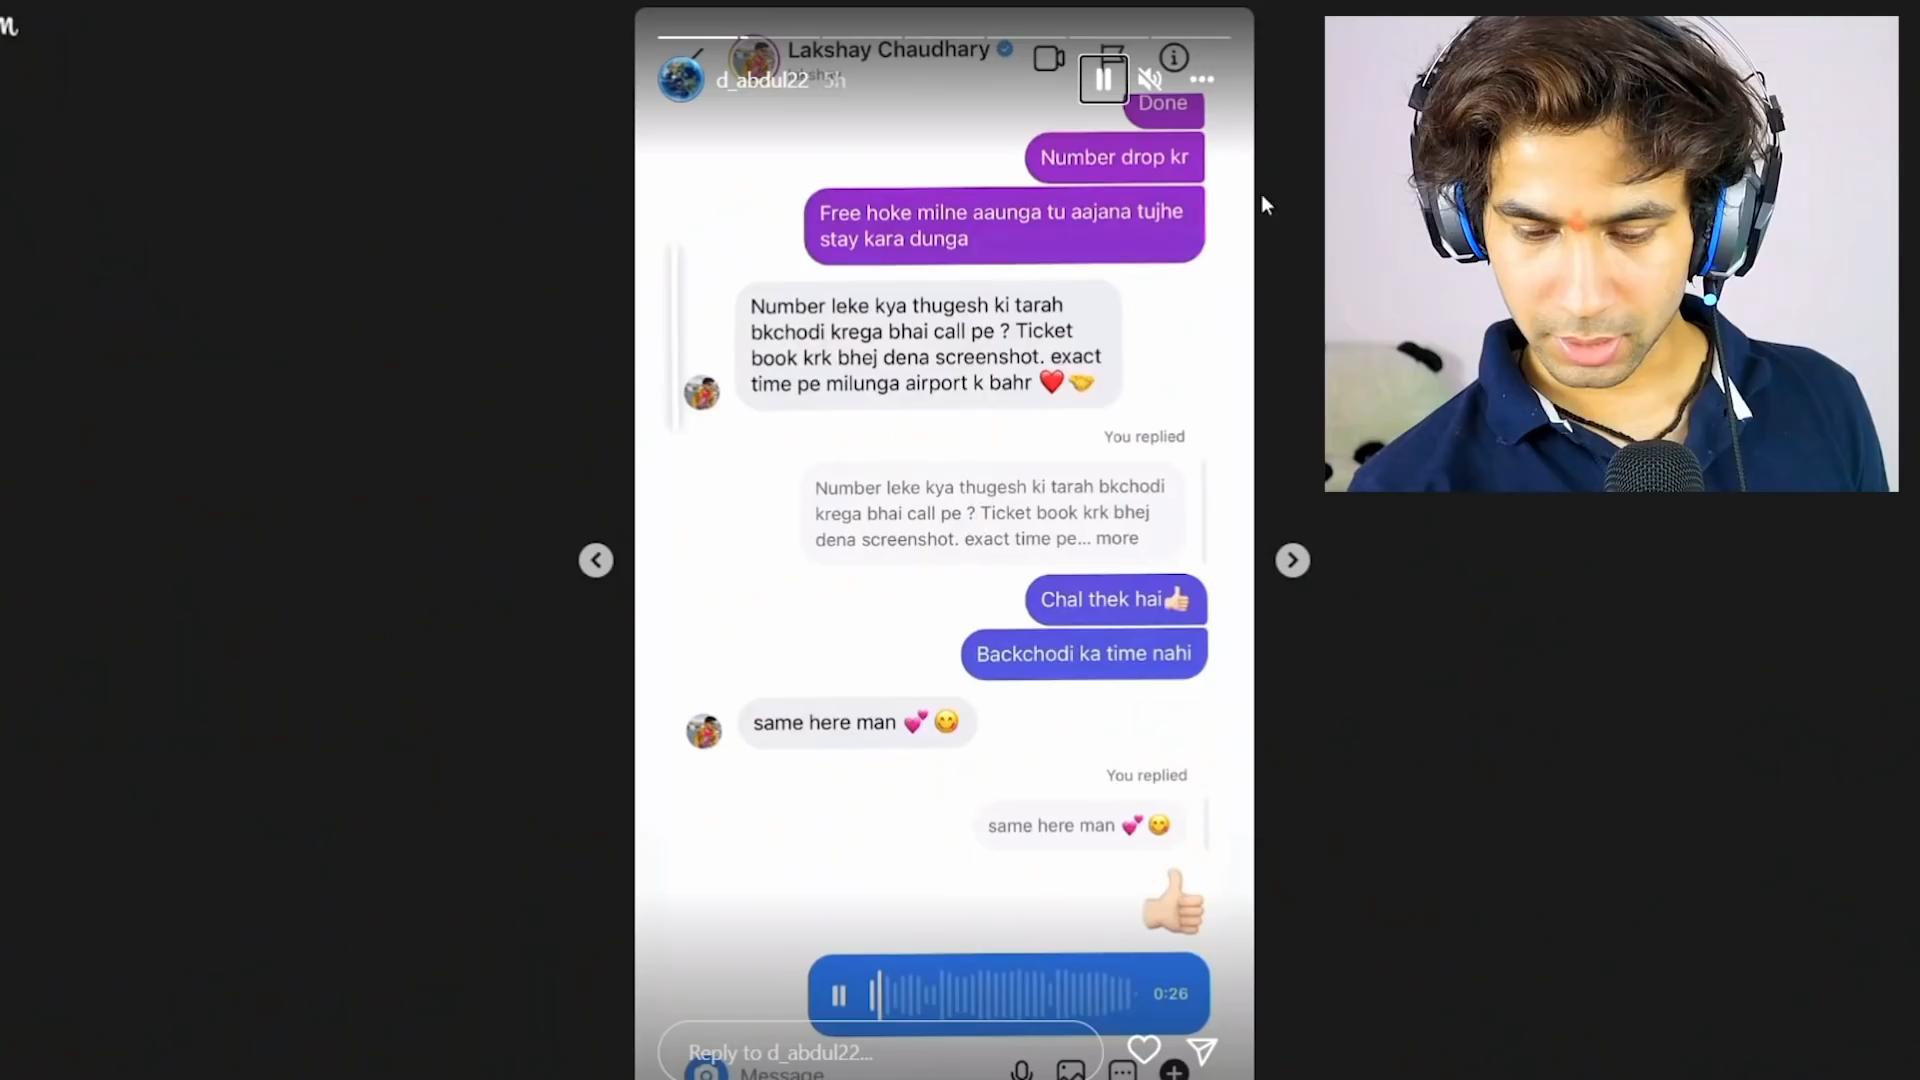 Lakshay Chaudhary
d_abdul22 5h
Done
Number drop kr
Free hoke milne aaunga tu aajana tujhe
stay kara dunga
Number leke kya thugesh ki tarah
bkchodi krega bhai call pe ? Ticket
book krk bhej dena screenshot. exact
time pe milunga airport k bahr ❤️🤝
You replied
Number leke kya thugesh ki tarah bkchodi
krega bhai call pe ? Ticket book krk bhej
dena screenshot. exact time pe... more
Chal thek hai👍🏻
Backchodi ka time nahi
same here man 💕😋
You replied
same here man 💕😋
👍🏻
0:26
Reply to d_abdul22...
Message